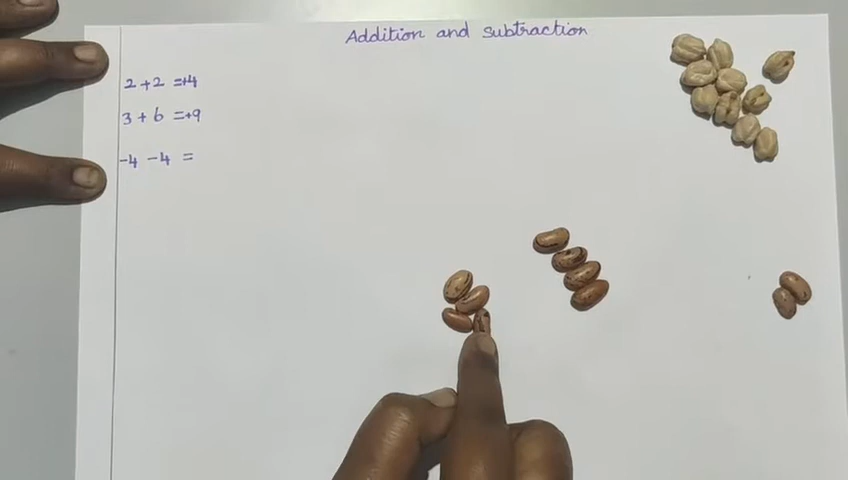 Addition and Subtraction
2 + 2 = +4
3 + 6 = +9
-4 -4 =